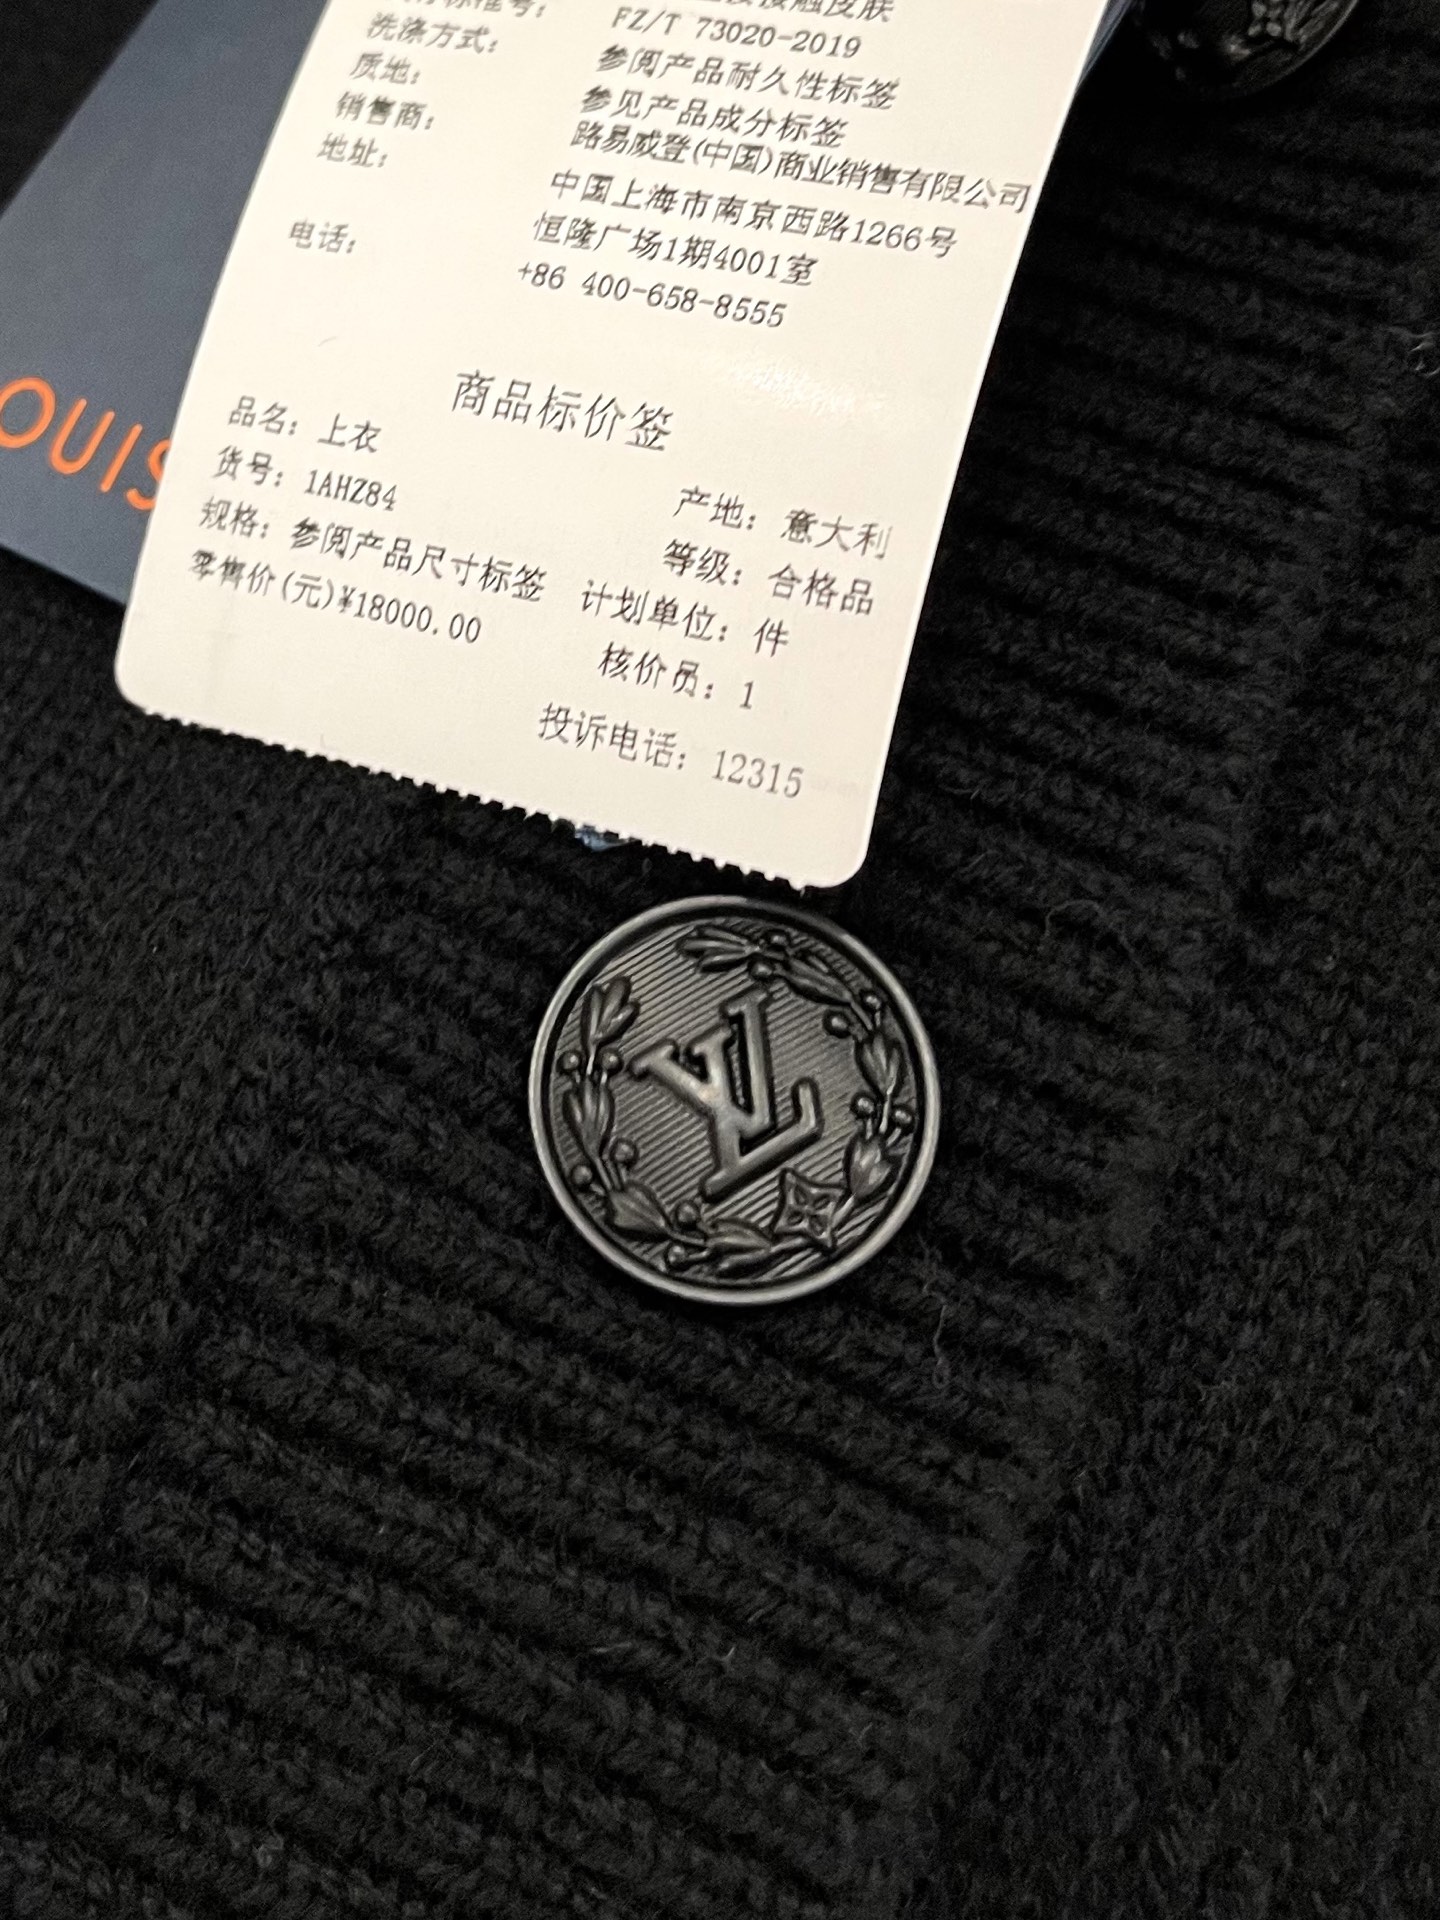 洗涤方式: FZ/T 73020-2019
质地: 参阅产品耐久性标签
销售商: 参见产品成分标签
地址: 路易威登(中国)商业销售有限公司
中国上海市南京西路1266号
恒隆广场1期4001室
电话: +86 400-658-8555
商品标价签
品名: 上衣
货号: 1AHZ84 产地: 意大利
规格: 参阅产品尺寸标签 等级: 合格品
零售价(元)¥18000.00 计划单位: 件
核价员: 1
投诉电话: 12315
OUIS
LV